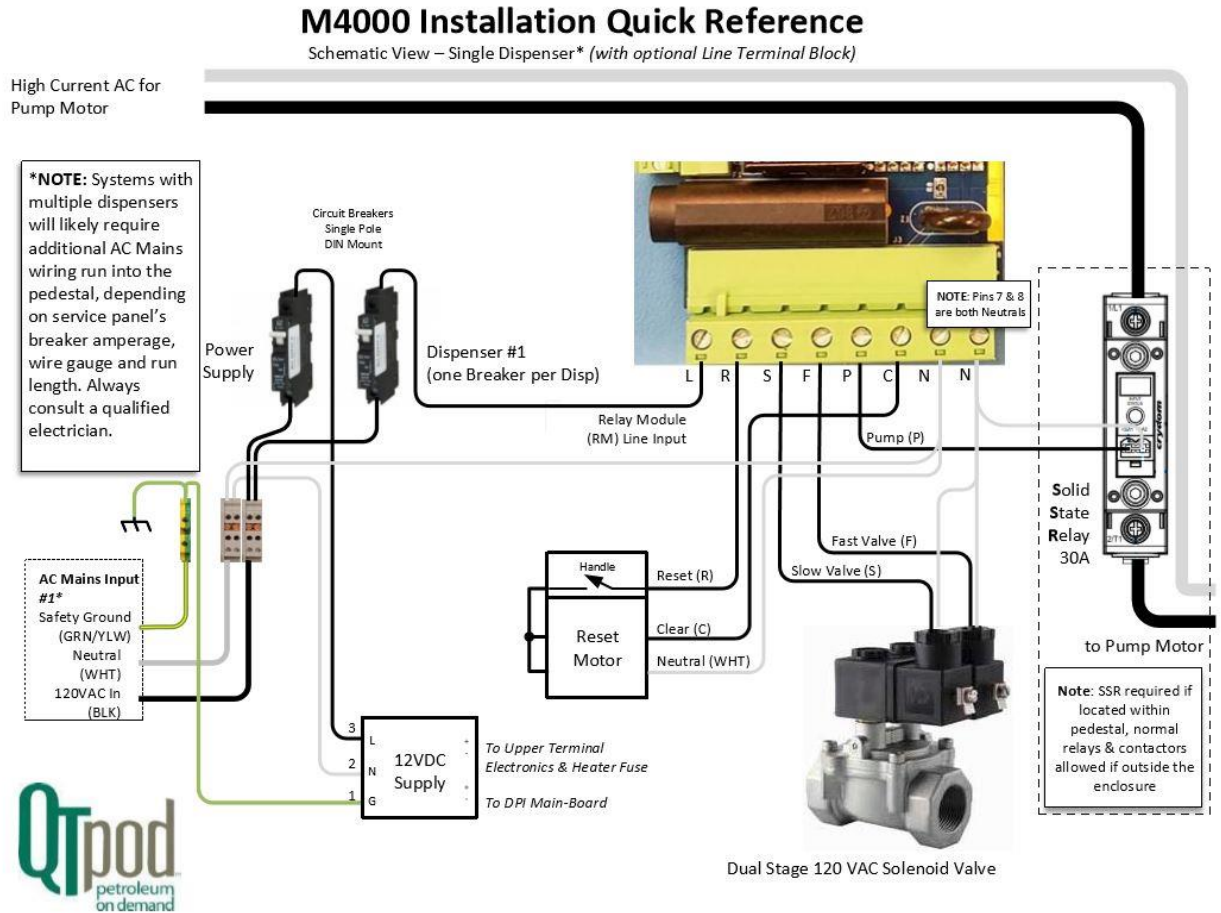 M4000 Installation Quick Reference
Schematic View – Single Dispenser* (with optional Line Terminal Block)
High Current AC for
Pump Motor
*NOTE: Systems with
multiple dispensers
will likely require
additional AC Mains
wiring run into the
pedestal, depending
on service panel's
breaker amperage,
wire gauge and run
length. Always
consult a qualified
electrician.
Circuit Breakers
Single Pole
DIN Mount
Power
Supply
Dispenser #1
(one Breaker per Disp)
J3
NOTE: Pins 7 & 8
are both Neutrals
L R S F P C N N
Relay Module
(RM) Line Input
Pump (P)
1/L1
crydom
2/T1
Solid
State
Relay
30A
Fast Valve (F)
Slow Valve (S)
Handle
Reset (R)
Clear (C)
Neutral (WHT)
Reset
Motor
AC Mains Input
#1*
Safety Ground
(GRN/YLW)
Neutral
(WHT)
120VAC In
(BLK)
to Pump Motor
Note: SSR required if
located within
pedestal, normal
relays & contactors
allowed if outside the
enclosure
3 L
2 N
1 G
12VDC
Supply
+
-
+
-
To Upper Terminal
Electronics & Heater Fuse
To DPI Main-Board
QTpod
petroleum
on demand
Dual Stage 120 VAC Solenoid Valve